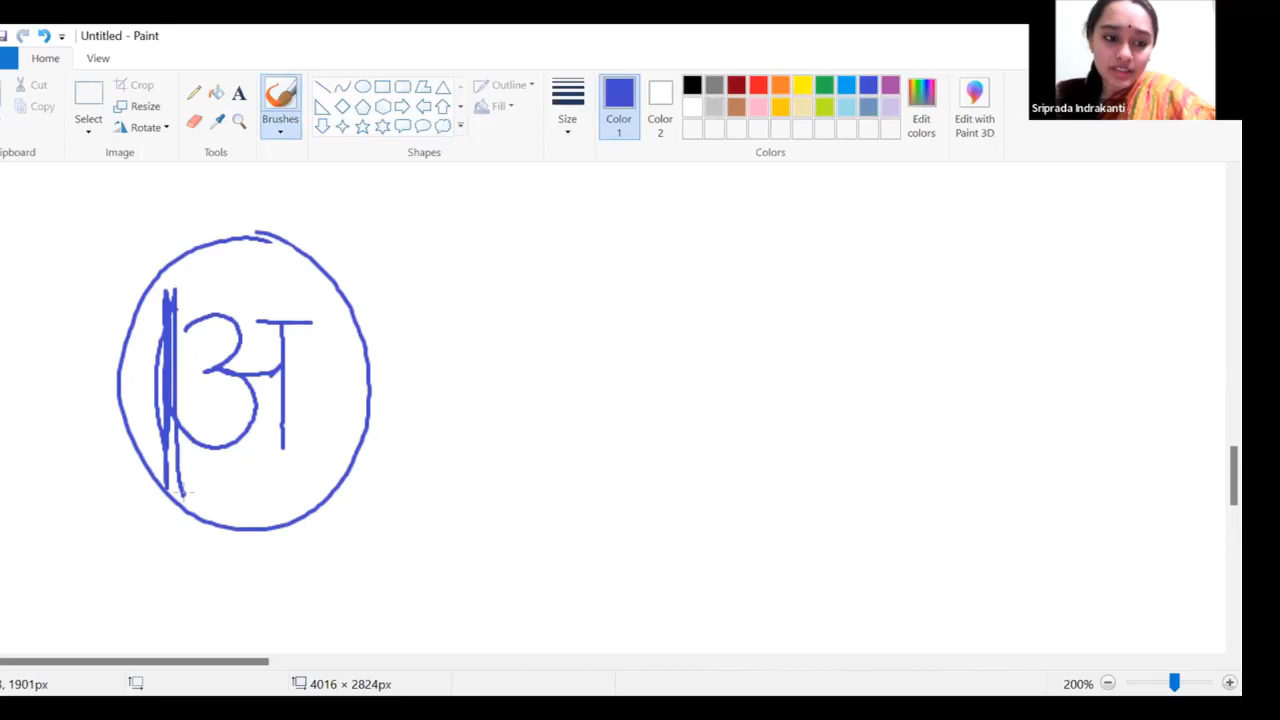 Untitled - Paint
Home View
Cut
Copy
Select
Crop
Resize
Rotate
Brushes
Outline
Fill
Size
Color 1
Color 2
Edit colors
Edit with Paint 3D
Image
Tools
Shapes
Colors
Sriprada Indrakanti
अ
1901px
4016 × 2824px
200%